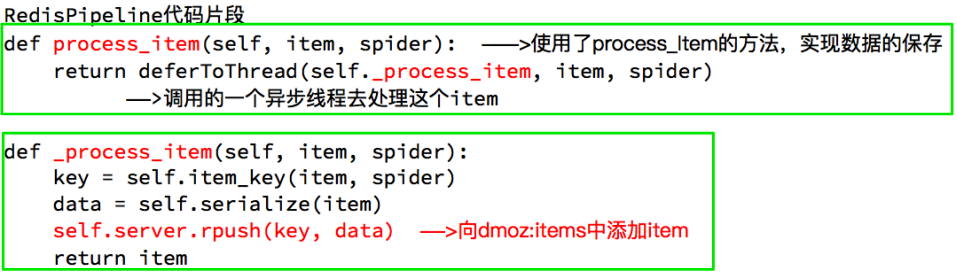 RedisPipeline代码片段
def process_item(self, item, spider): ——>使用了process_item的方法，实现数据的保存
return deferToThread(self._process_item, item, spider)
——>调用的一个异步线程去处理这个item
def _process_item(self, item, spider):
key = self.item_key(item, spider)
data = self.serialize(item)
self.server.rpush(key, data) ——>向dmoz:items中添加item
return item